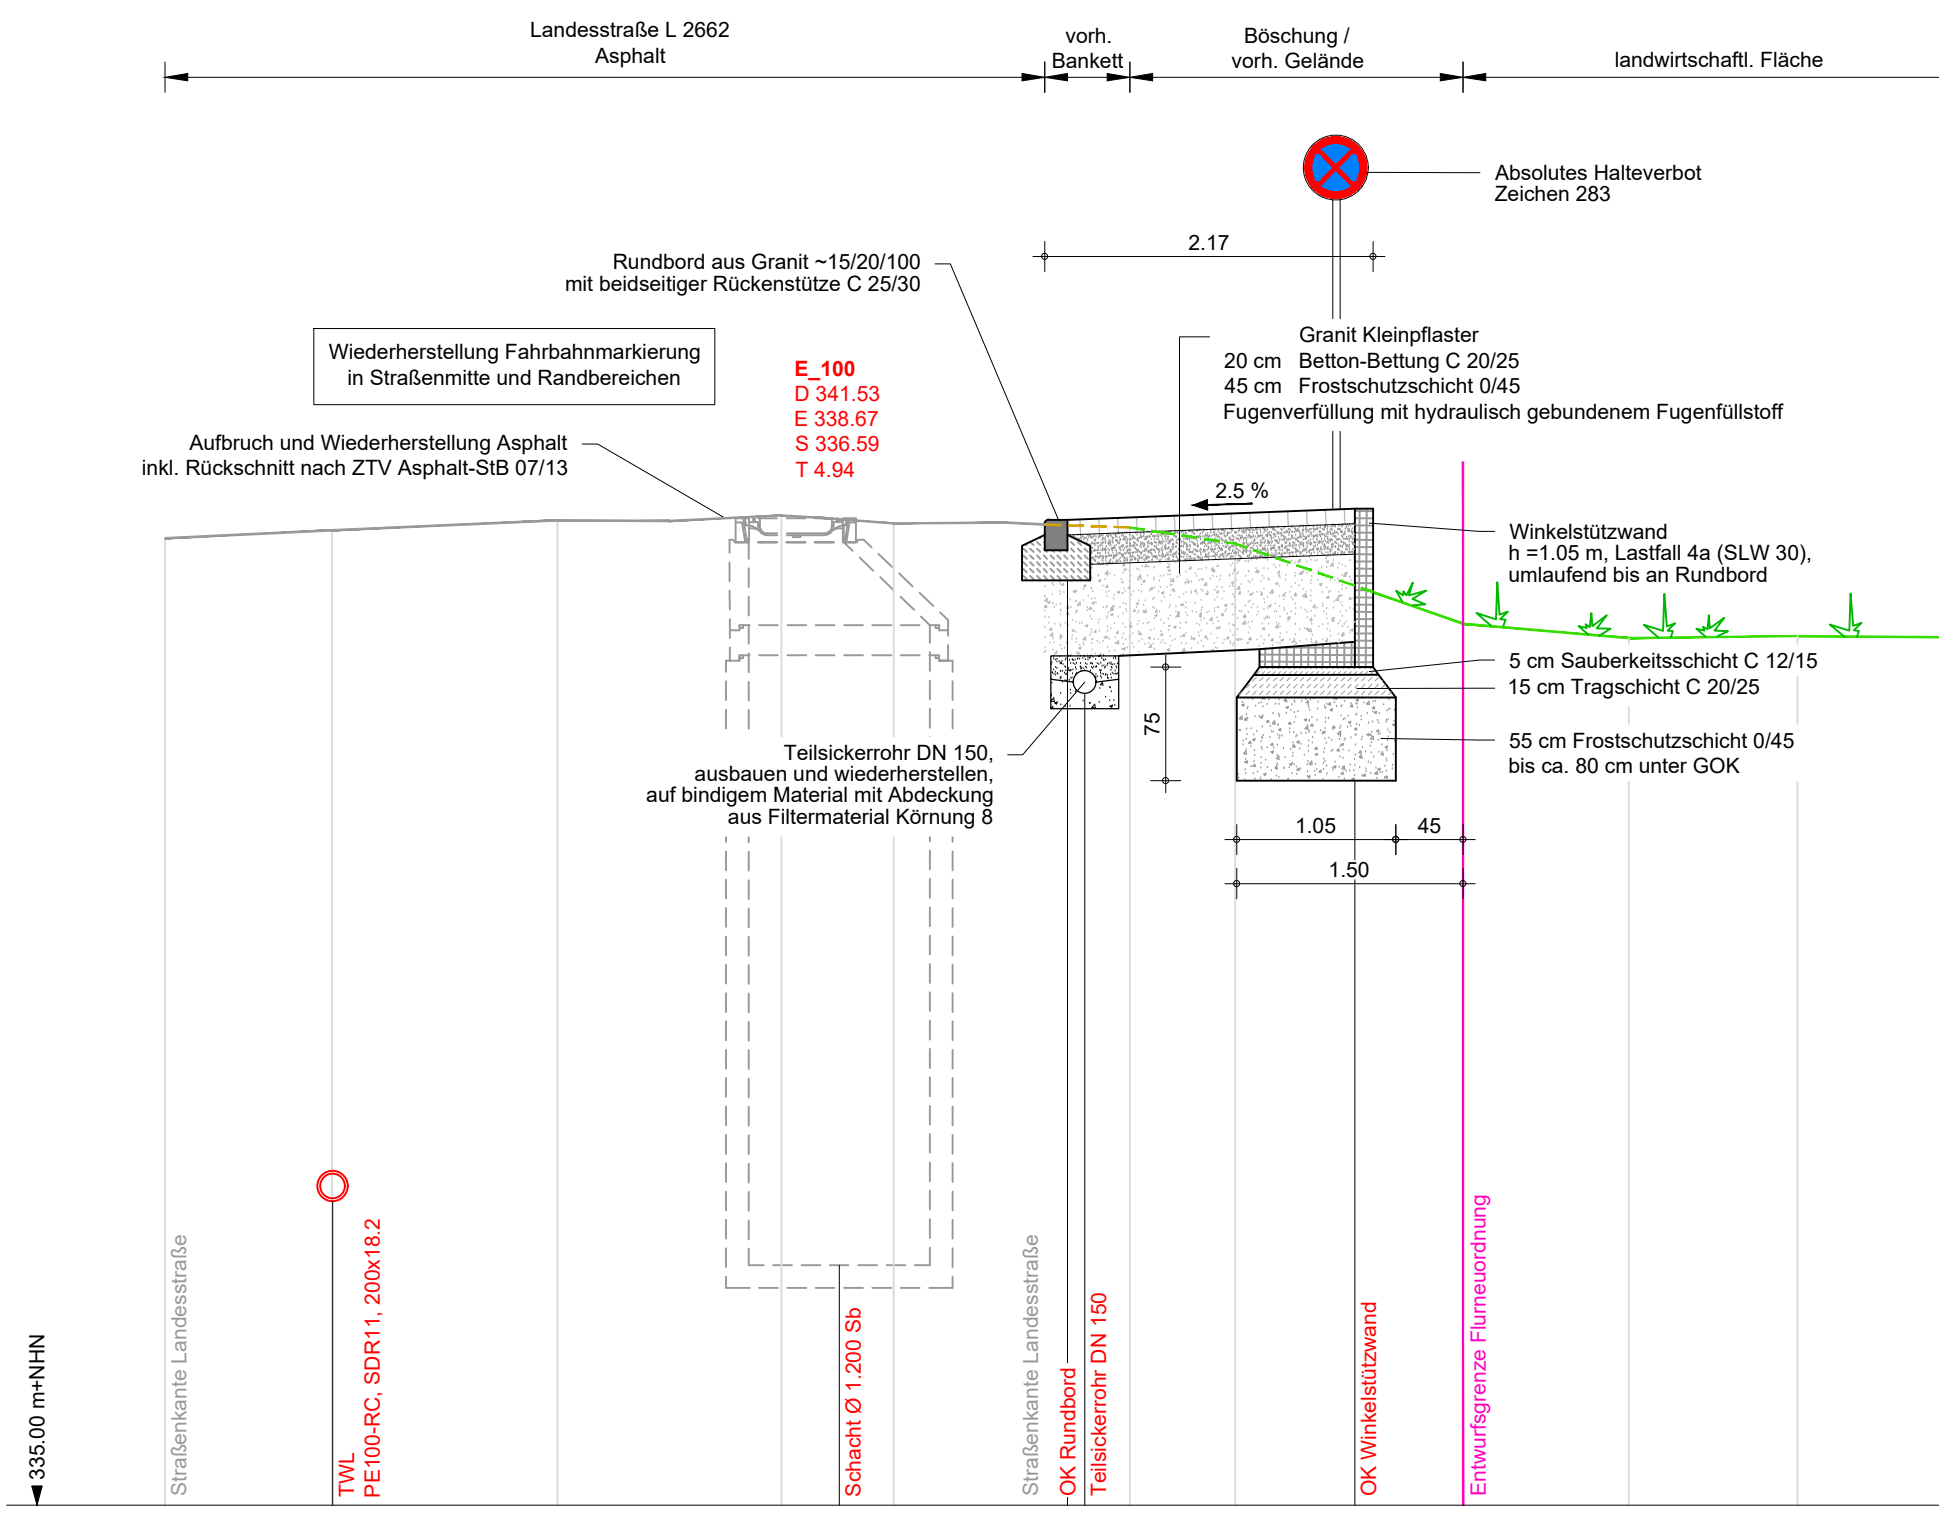 Landesstraße L 2662
Asphalt
vorh.
Bankett
Böschung /
vorh. Gelände
landwirtschaftl. Fläche
Absolutes Halteverbot
Zeichen 283
2.17
Rundbord aus Granit ~15/20/100
mit beidseitiger Rückenstütze C 25/30
Wiederherstellung Fahrbahnmarkierung
in Straßenmitte und Randbereichen
E_100
D 341.53
E 338.67
S 336.59
T 4.94
Granit Kleinpflaster
20 cm Betton-Bettung C 20/25
45 cm Frostschutzschicht 0/45
Fugenverfüllung mit hydraulisch gebundenem Fugenfüllstoff
Aufbruch und Wiederherstellung Asphalt
inkl. Rückschnitt nach ZTV Asphalt-StB 07/13
2.5 %
Winkelstützwand
h =1.05 m, Lastfall 4a (SLW 30),
umlaufend bis an Rundbord
5 cm Sauberkeitsschicht C 12/15
15 cm Tragschicht C 20/25
75
55 cm Frostschutzschicht 0/45
bis ca. 80 cm unter GOK
Teilsickerrohr DN 150,
ausbauen und wiederherstellen,
auf bindigem Material mit Abdeckung
aus Filtermaterial Körnung 8
1.05
45
1.50
335.00 m+NHN
Straßenkante Landesstraße
TWL
PE100-RC, SDR11, 200x18.2
Schacht Ø 1.200 Sb
Straßenkante Landesstraße
OK Rundbord
Teilsickerrohr DN 150
OK Winkelstützwand
Entwurfsgrenze Flurneuordnung